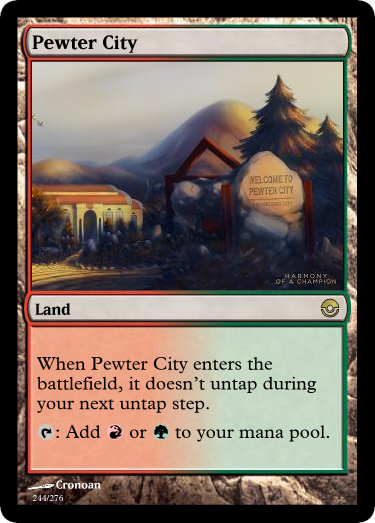 Pewter City
WELCOME TO
PEWTER CITY
HARMONY
OF A CHAMPION
Land
When Pewter City enters the
battlefield, it doesn't untap during
your next untap step.
: Add or to your mana pool.
Cronoan
244/276